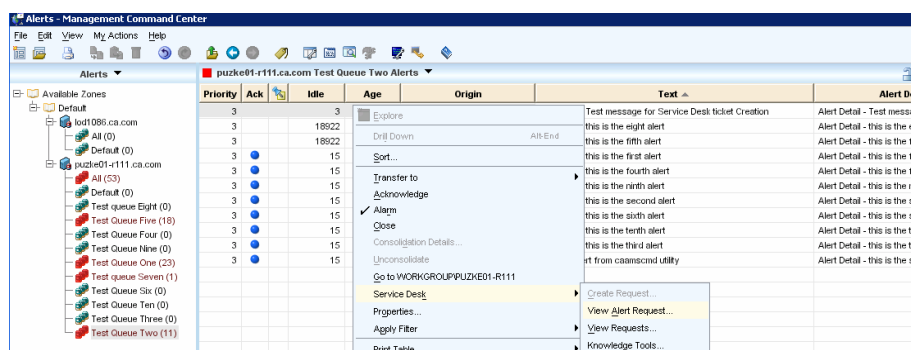 Alerts - Management Command Center
File Edit View My Actions Help
Alerts
puzke01-r111.ca.com Test Queue Two Alerts
Available Zones
Default
lod1086.ca.com
All (0)
Default (0)
puzke01-r111.ca.com
All (53)
Default (0)
Test queue Eight (0)
Test Queue Five (18)
Test Queue Four (0)
Test Queue Nine (0)
Test Queue One (23)
Test queue Seven (1)
Test Queue Six (0)
Test Queue Ten (0)
Test Queue Three (0)
Test Queue Two (11)
Priority Ack Idle Age Origin Text Alert De
3 3 Test message for Service Desk ticket Creation Alert Detail - Test messa
3 18922 this is the eight alert Alert Detail - this is the
3 18922 this is the fifth alert Alert Detail - this is the
3 15 this is the first alert Alert Detail - this is the
3 15 this is the fourth alert Alert Detail - this is the
3 15 this is the ninth alert Alert Detail - this is the
3 15 this is the second alert Alert Detail - this is the
3 15 this is the sixth alert Alert Detail - this is the
3 15 this is the tenth alert Alert Detail - this is the
3 15 this is the third alert Alert Detail - this is the
3 15 rt from caamscmd utility Alert Detail - this is the
Explore
Drill Down Alt-End
Sort...
Transfer to
Acknowledge
Alarm
Close
Consolidation Details...
Unconsolidate
Go to WORKGROUP\PUZKE01-R111
Service Desk
Properties...
Apply Filter
Print Table
Create Request...
View Alert Request...
View Requests...
Knowledge Tools...